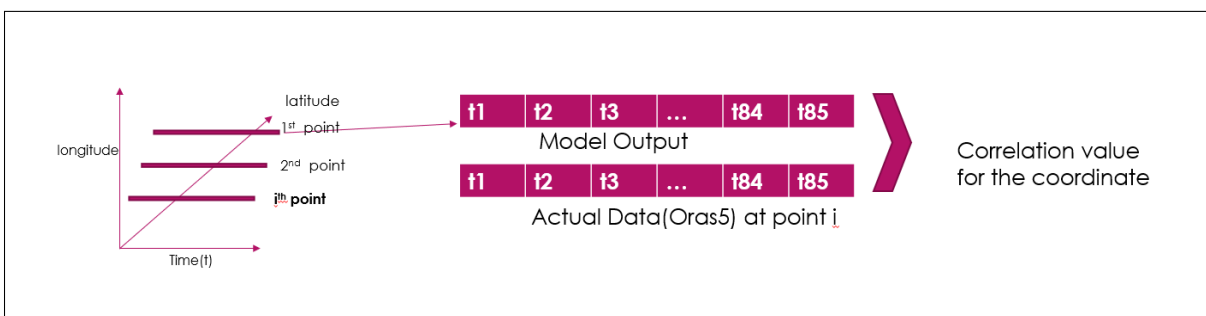 latitude
1st point
longitude
2nd point
ith point
Time(t)
t1 t2 t3 ... t84 t85
Model Output
t1 t2 t3 ... t84 t85
Actual Data(Oras5) at point i
Correlation value
for the coordinate